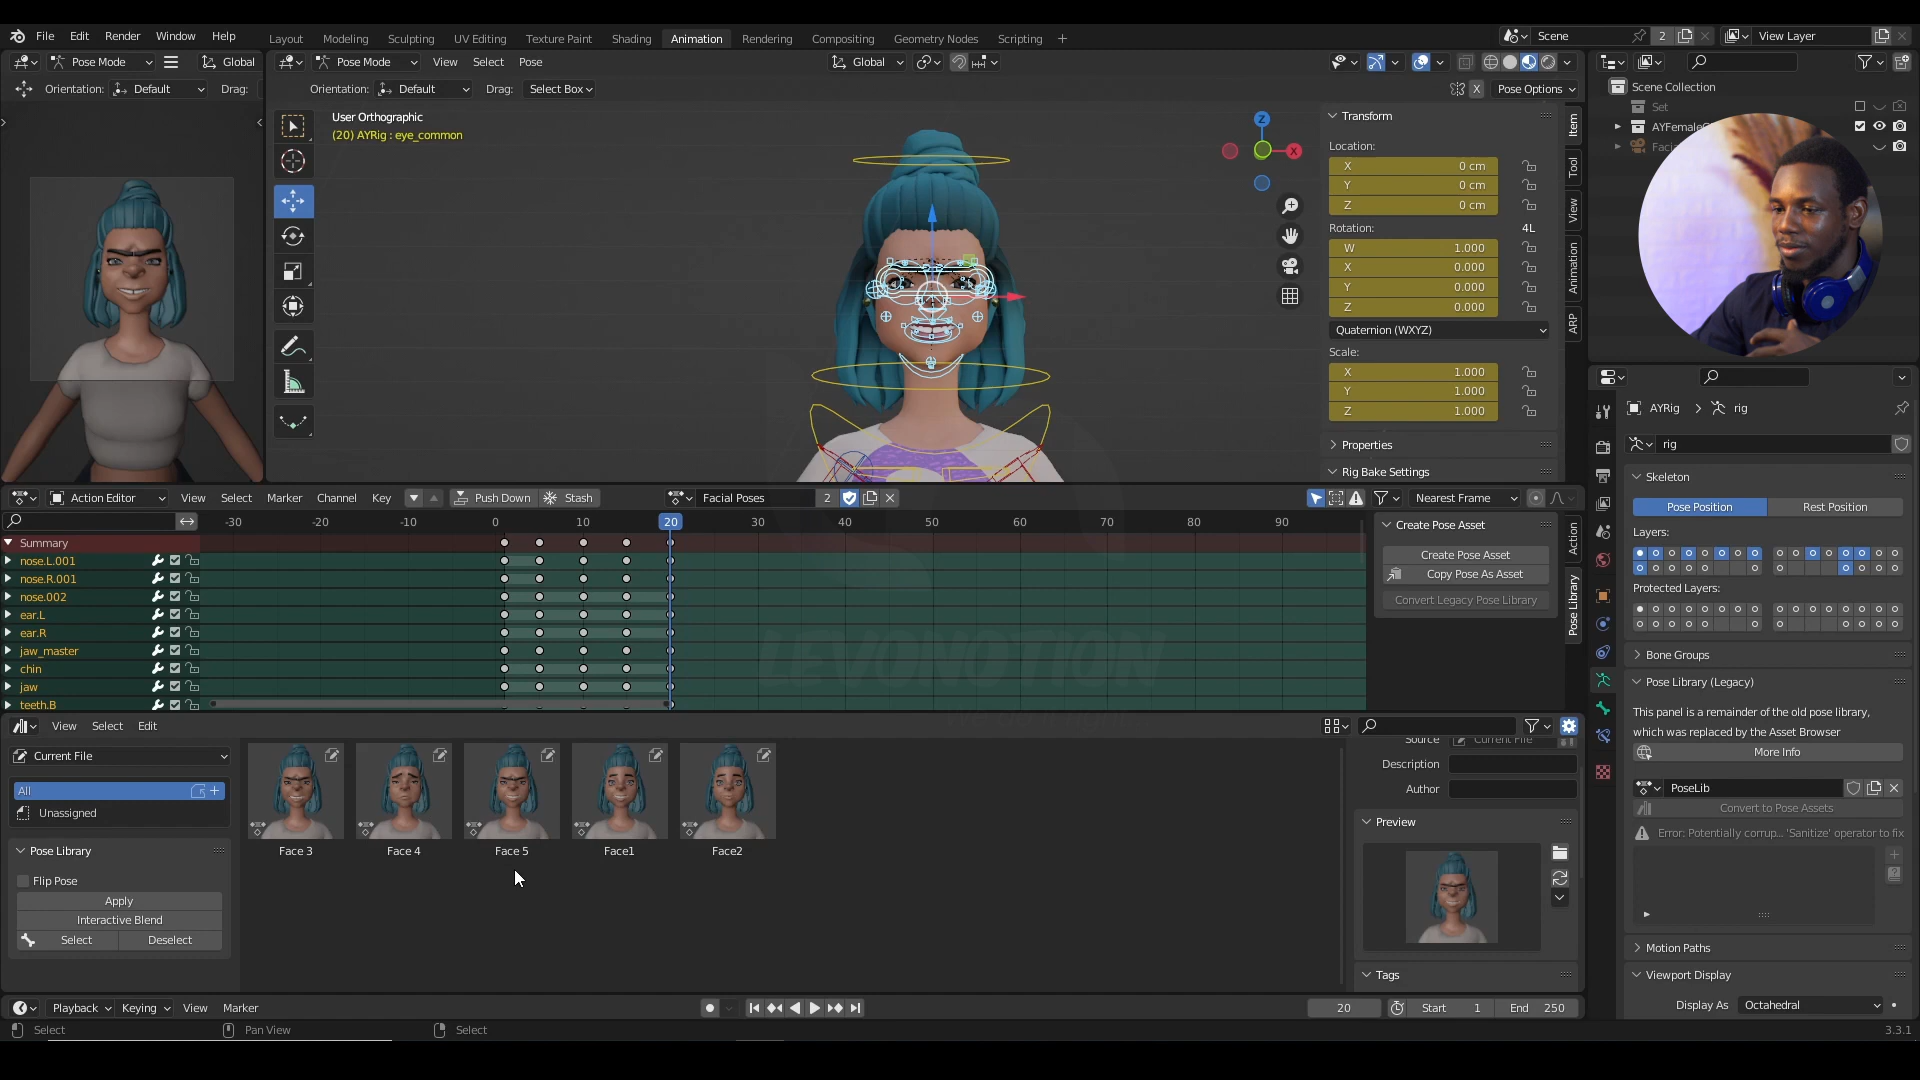 File Edit Render Window Help Layout Modeling Sculpting UV Editing Texture Paint Shading Animation Rendering Compositing Geometry Nodes Scripting + Scene 2 View Layer
Pose Mode Global Pose Mode View Select Pose Global
Orientation: Default Drag: Orientation: Default Drag: Select Box X Pose Options
Scene Collection
Set
AYFemale
Facia
User Orthographic
(20) AYRig : eye_common
Z
X
Transform
Location:
X 0 cm
Y 0 cm
Z 0 cm
Rotation: 4L
W 1.000
X 0.000
Y 0.000
Z 0.000
Quaternion (WXYZ)
Scale:
X 1.000
Y 1.000
Z 1.000
Properties
Rig Bake Settings
Item
Tool
View
Animation
ARP
Action Editor View Select Marker Channel Key Push Down Stash Facial Poses 2 Nearest Frame
-30 -20 -10 0 10 20 30 40 50 60 70 80 90
Summary
nose.L.001
nose.R.001
nose.002
ear.L
ear.R
jaw_master
chin
jaw
teeth.B
Create Pose Asset
Create Pose Asset
Copy Pose As Asset
Convert Legacy Pose Library
Action
Pose Library
LEVONOTION
View Select Edit
Current File
All
Unassigned
Pose Library
Flip Pose
Apply
Interactive Blend
Select Deselect
Face 3 Face 4 Face 5 Face1 Face2
Source Current File
Description
Author
Preview
Tags
AYRig > rig
rig
Skeleton
Pose Position Rest Position
Layers:
Protected Layers:
Bone Groups
Pose Library (Legacy)
This panel is a remainder of the old pose library,
which was replaced by the Asset Browser
More Info
PoseLib
Convert to Pose Assets
Error: Potentially corrup... 'Sanitize' operator to fix
Motion Paths
Viewport Display
Display As Octahedral
Playback Keying View Marker 20 Start 1 End 250
Select Pan View Select 3.3.1